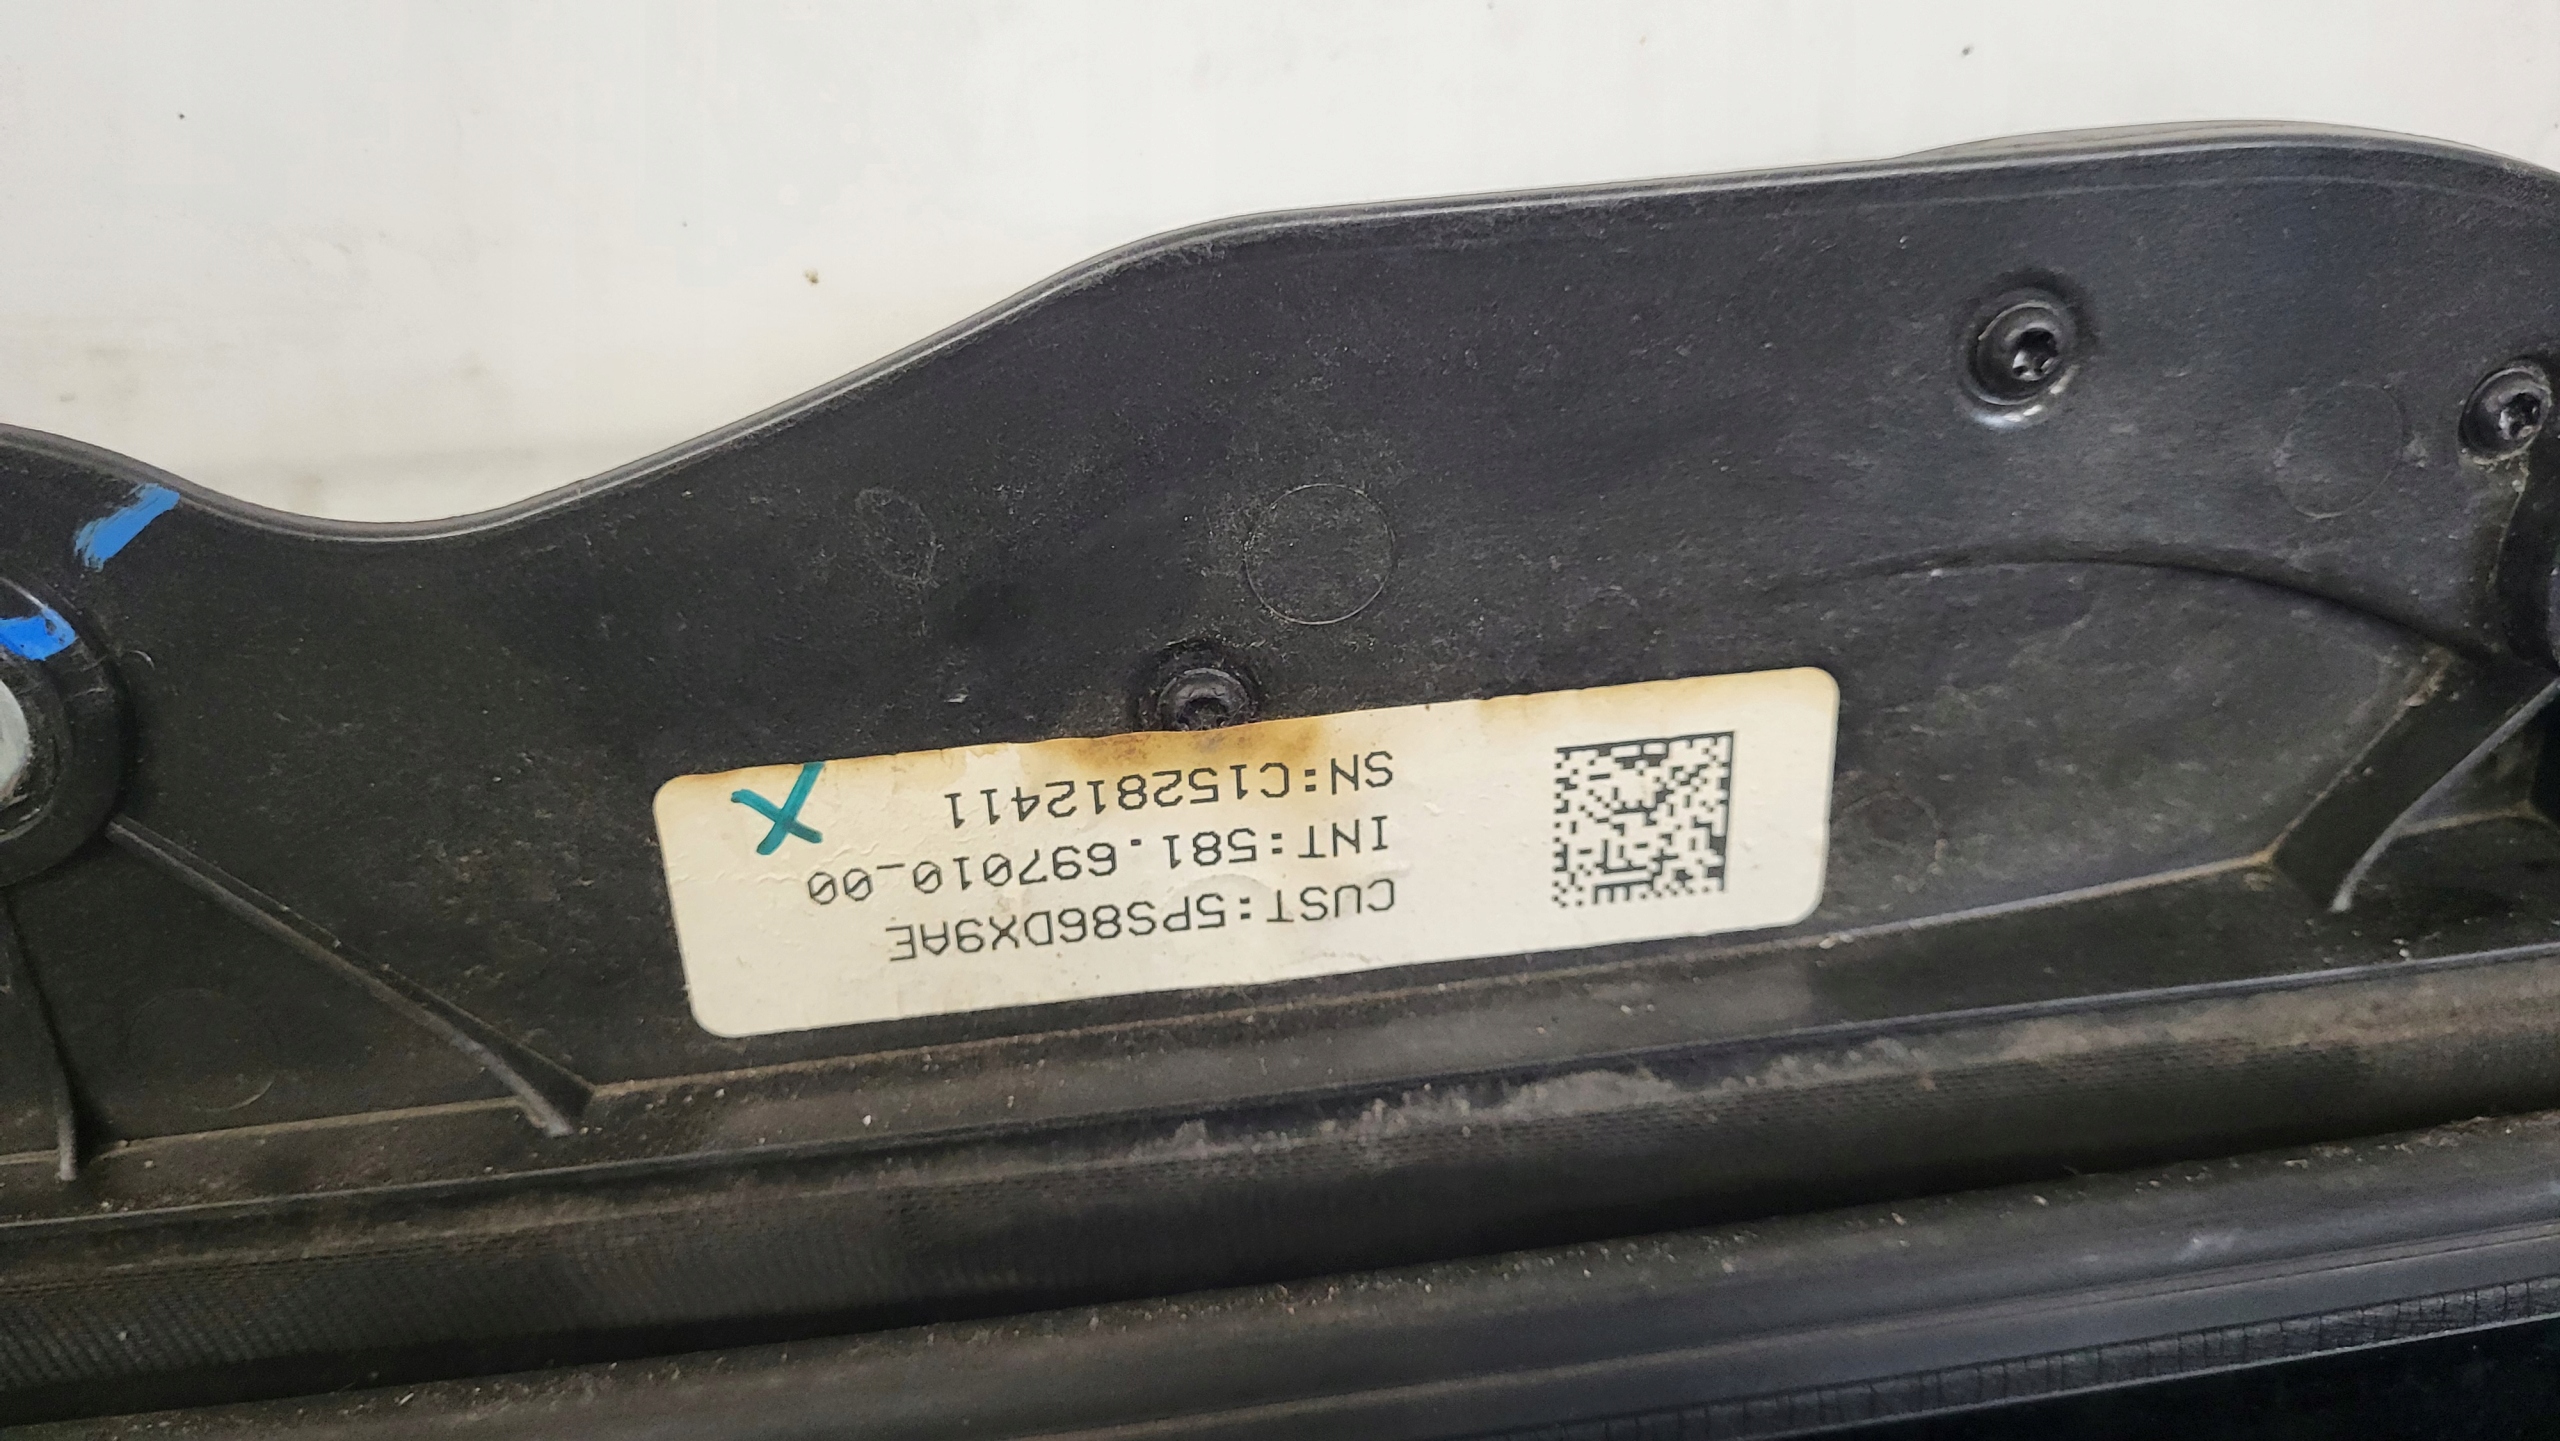 CUST:5PS86DX9AE
INT:581.697010_00
SN:C152812411
X